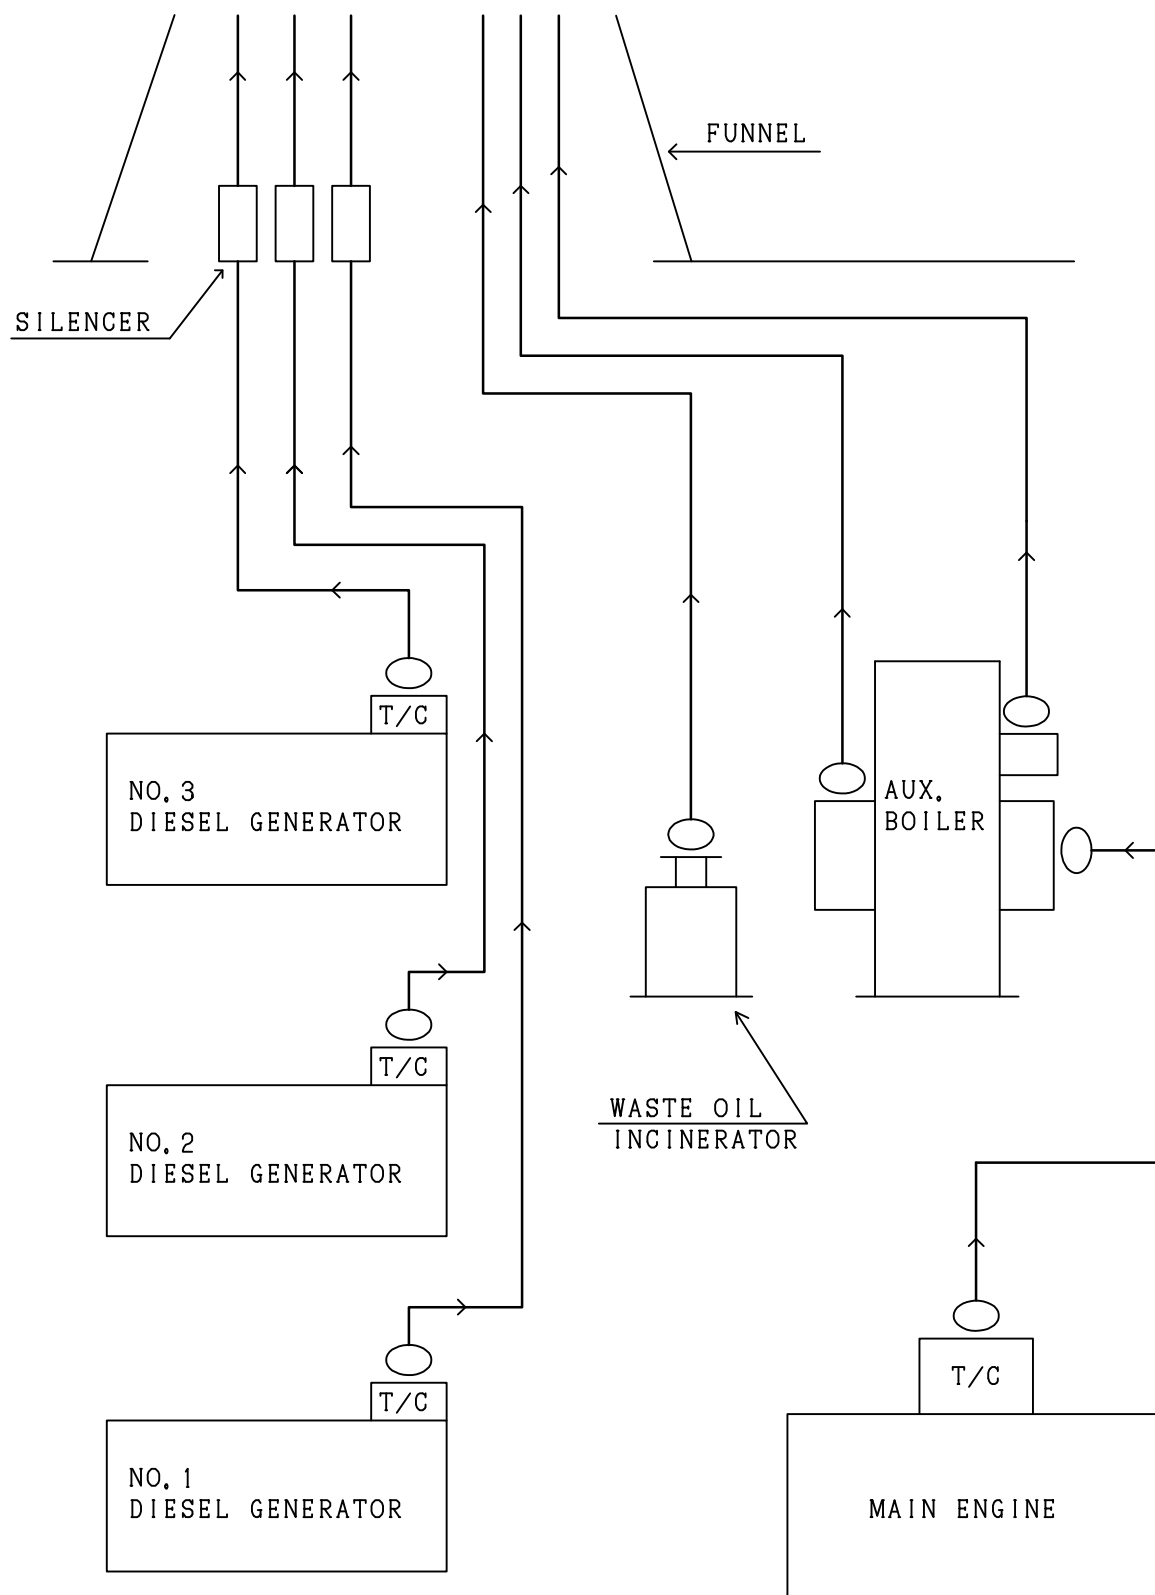 FUNNEL
SILENCER
T/C
NO. 3
DIESEL GENERATOR
AUX.
BOILER
T/C
WASTE OIL
INCINERATOR
NO. 2
DIESEL GENERATOR
T/C
T/C
NO. 1
DIESEL GENERATOR
MAIN ENGINE